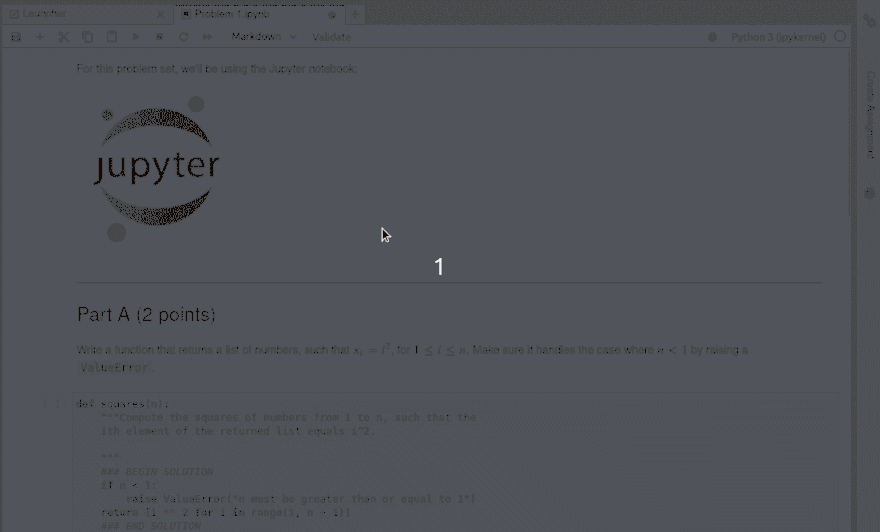 Launcher
Problem 1.ipynb
Markdown
Validate
Python 3 (ipykernel)
Create Assignment
For this problem set, we'll be using the Jupyter notebook:
jupyter
1
Part A (2 points)
Write a function that returns a list of numbers, such that xᵢ = i², for 1 ≤ i ≤ n. Make sure it handles the case where n < 1 by raising a
ValueError.
def squares(n):
"""Compute the squares of numbers from 1 to n, such that the
ith element of the returned list equals i^2.
"""
### BEGIN SOLUTION
if n < 1:
raise ValueError("n must be greater than or equal to 1")
return [i ** 2 for i in range(1, n + 1)]
### END SOLUTION